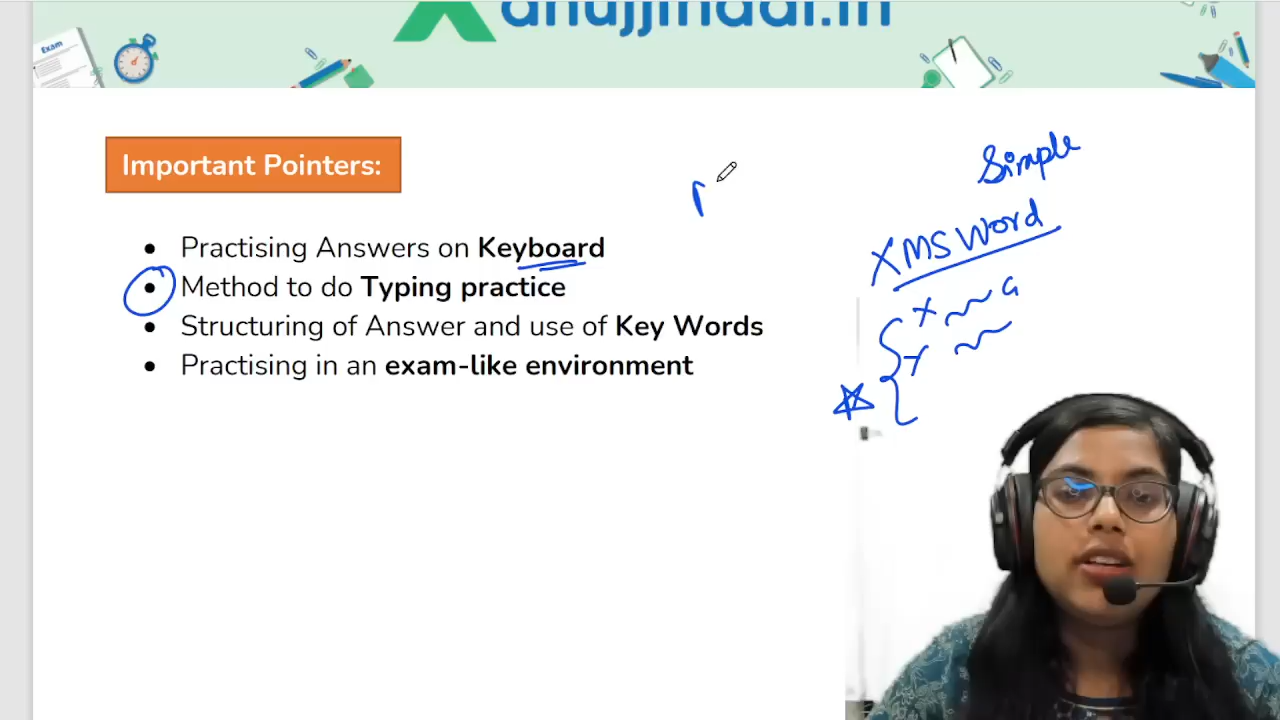 anujjindal.in
Exam
Important Pointers:
Simple
X MS Word
• Practising Answers on Keyboard
• Method to do Typing practice
• Structuring of Answer and use of Key Words
• Practising in an exam-like environment